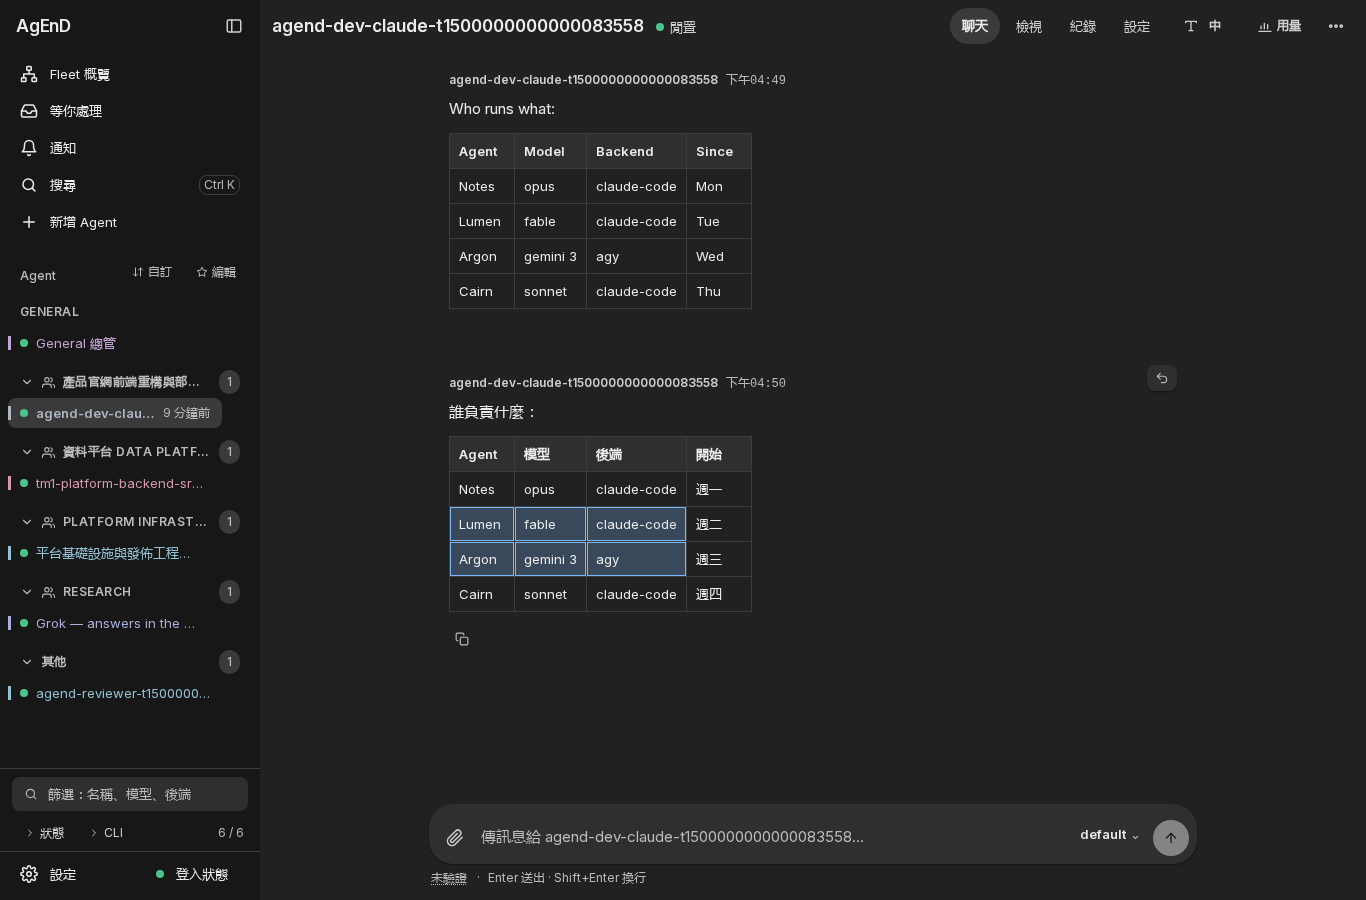 AgEnD
Fleet 概覽
等你處理
通知
搜尋 Ctrl K
新增 Agent
Agent 自訂 編輯
GENERAL
General 總管
產品官網前端重構與部… 1
agend-dev-clau… 9 分鐘前
資料平台 DATA PLATF… 1
tm1-platform-backend-sr…
PLATFORM INFRAST… 1
平台基礎設施與發佈工程…
RESEARCH 1
Grok — answers in the …
其他 1
agend-reviewer-t1500000…
篩選：名稱、模型、後端
狀態 CLI 6 / 6
設定 登入狀態
agend-dev-claude-t1500000000000083558 閒置 聊天 檢視 紀錄 設定 中 用量
agend-dev-claude-t1500000000000083558 下午04:49
Who runs what:
Agent Model Backend Since
Notes opus claude-code Mon
Lumen fable claude-code Tue
Argon gemini 3 agy Wed
Cairn sonnet claude-code Thu
agend-dev-claude-t1500000000000083558 下午04:50
誰負責什麼：
Agent 模型 後端 開始
Notes opus claude-code 週一
Lumen fable claude-code 週二
Argon gemini 3 agy 週三
Cairn sonnet claude-code 週四
傳訊息給 agend-dev-claude-t1500000000000083558… default
未驗證 · Enter 送出 · Shift+Enter 換行